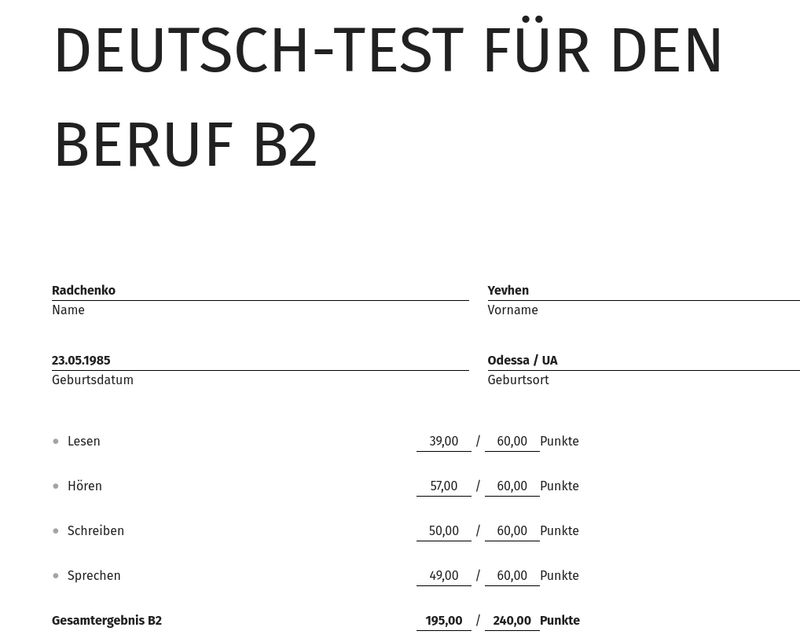 DEUTSCH-TEST FÜR DEN
BERUF B2
Radchenko Yevhen
Name Vorname
23.05.1985 Odessa / UA
Geburtsdatum Geburtsort
Lesen 39,00 / 60,00 Punkte
Hören 57,00 / 60,00 Punkte
Schreiben 50,00 / 60,00 Punkte
Sprechen 49,00 / 60,00 Punkte
Gesamtergebnis B2 195,00 / 240,00 Punkte